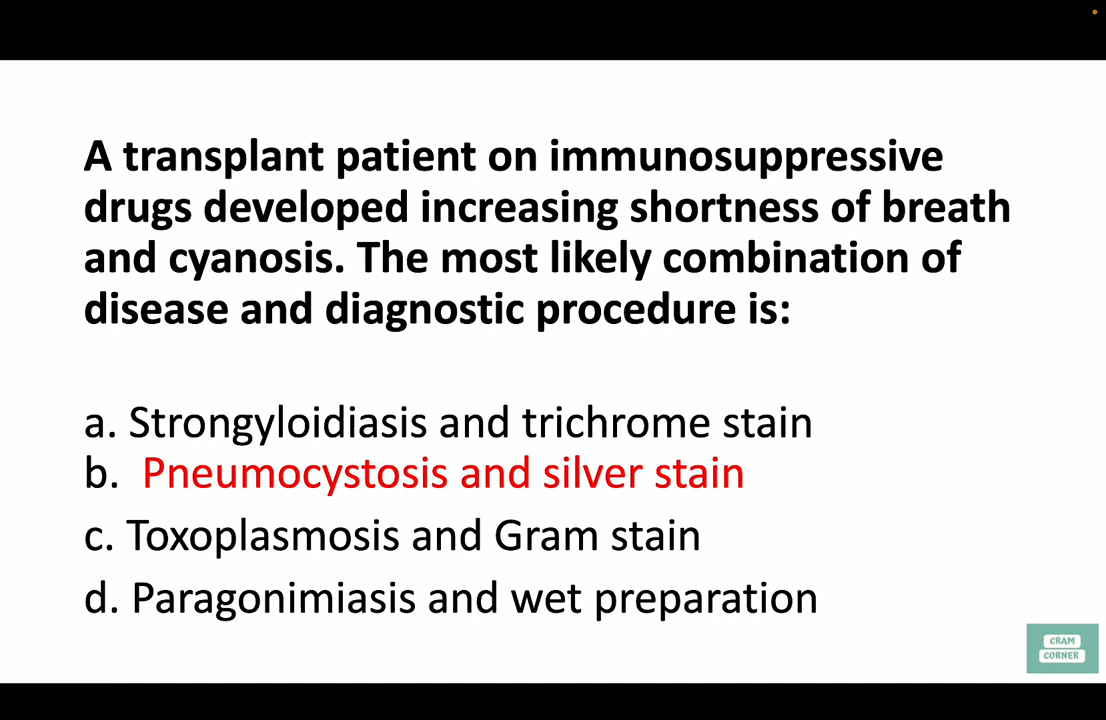 A transplant patient on immunosuppressive
drugs developed increasing shortness of breath
and cyanosis. The most likely combination of
disease and diagnostic procedure is:
a. Strongyloidiasis and trichrome stain
b. Pneumocystosis and silver stain
c. Toxoplasmosis and Gram stain
d. Paragonimiasis and wet preparation
CRAM
CORNER